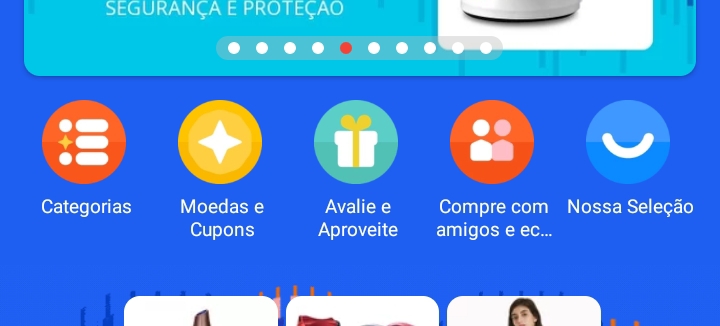 SEGURANÇA E PROTEÇÃO
Categorias
Moedas e
Cupons
Avalie e
Aproveite
Compre com
amigos e ec...
Nossa Seleção